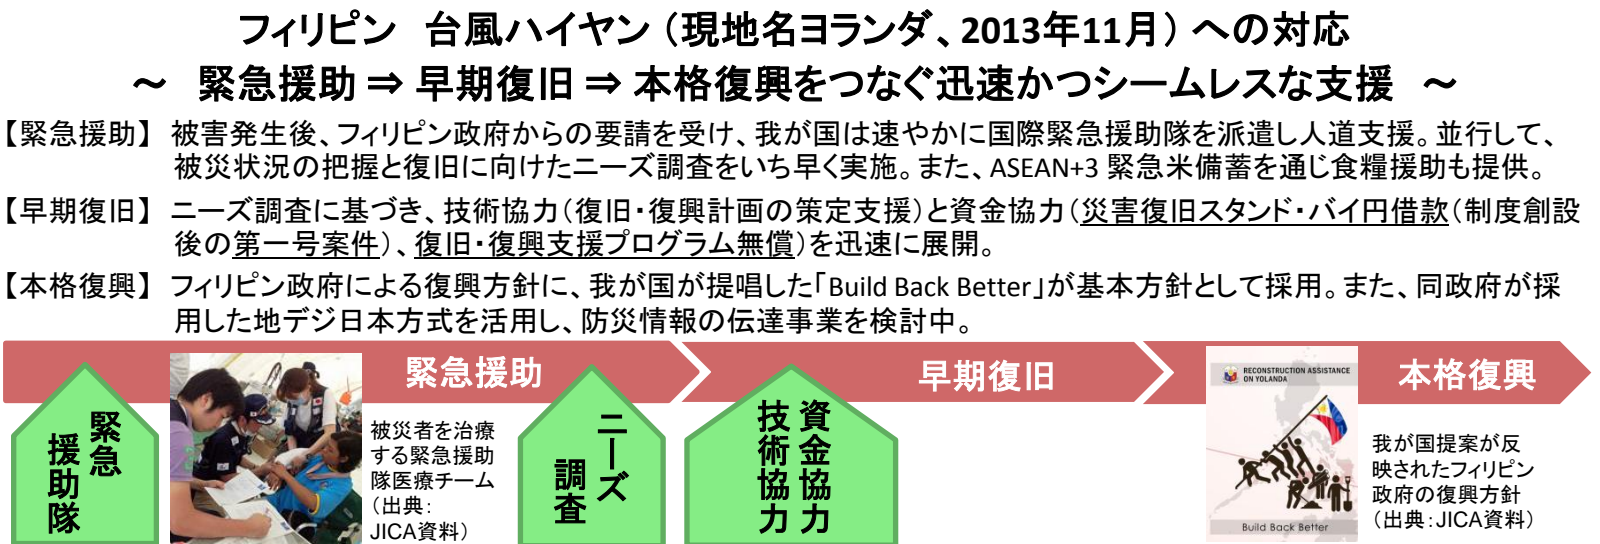 フィリピン　台風ハイヤン（現地名ヨランダ、2013年11月）への対応
～　緊急援助 ⇒ 早期復旧 ⇒ 本格復興をつなぐ迅速かつシームレスな支援　～
【緊急援助】 被害発生後、フィリピン政府からの要請を受け、我が国は速やかに国際緊急援助隊を派遣し人道支援。並行して、
被災状況の把握と復旧に向けたニーズ調査をいち早く実施。また、ASEAN+3 緊急米備蓄を通じ食糧援助も提供。
【早期復旧】 ニーズ調査に基づき、技術協力（復旧・復興計画の策定支援）と資金協力（災害復旧スタンド・バイ円借款（制度創設
後の第一号案件）、復旧・復興支援プログラム無償）を迅速に展開。
【本格復興】 フィリピン政府による復興方針に、我が国が提唱した「Build Back Better」が基本方針として採用。また、同政府が採
用した地デジ日本方式を活用し、防災情報の伝達事業を検討中。
緊急援助
早期復旧
本格復興
緊急
援助隊
被災者を治療
する緊急援助
隊医療チーム
（出典：
JICA資料）
ニーズ
調査
資金協力
技術協力
RECONSTRUCTION ASSISTANCE
ON YOLANDA
Build Back Better
我が国提案が反
映されたフィリピン
政府の復興方針
（出典：JICA資料）